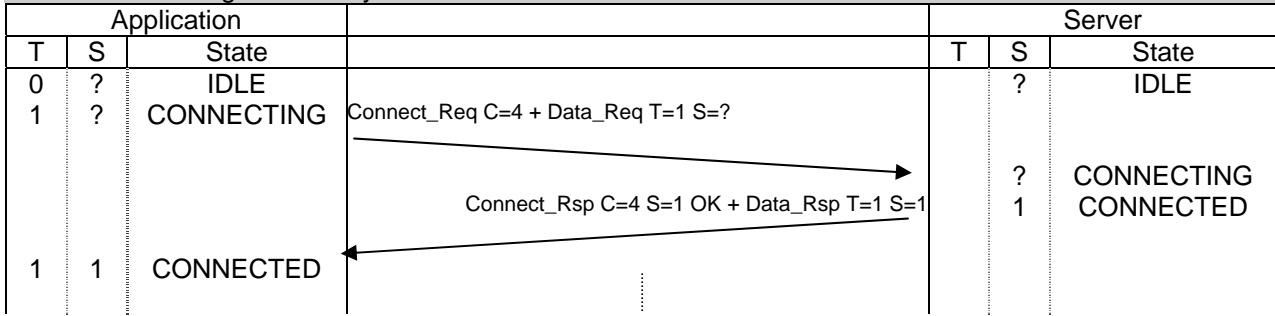 Application Server
T S State T S State
0 ? IDLE ? IDLE
1 ? CONNECTING Connect_Req C=4 + Data_Req T=1 S=?
? CONNECTING
Connect_Rsp C=4 S=1 OK + Data_Rsp T=1 S=1 1 CONNECTED
1 1 CONNECTED